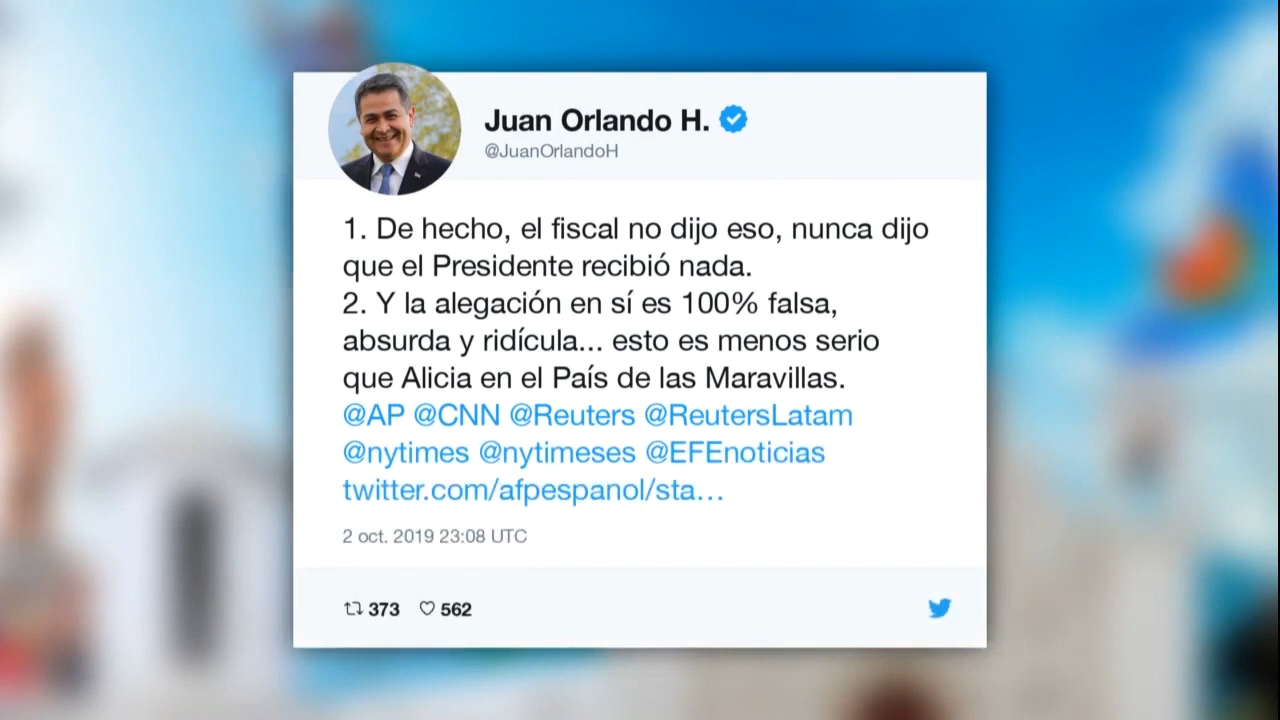 Juan Orlando H.
@JuanOrlandoH
1. De hecho, el fiscal no dijo eso, nunca dijo
que el Presidente recibió nada.
2. Y la alegación en sí es 100% falsa,
absurda y ridícula... esto es menos serio
que Alicia en el País de las Maravillas.
@AP @CNN @Reuters @ReutersLatam
@nytimes @nytimeses @EFEnoticias
twitter.com/afpespanol/sta…
2 oct. 2019 23:08 UTC
373 562